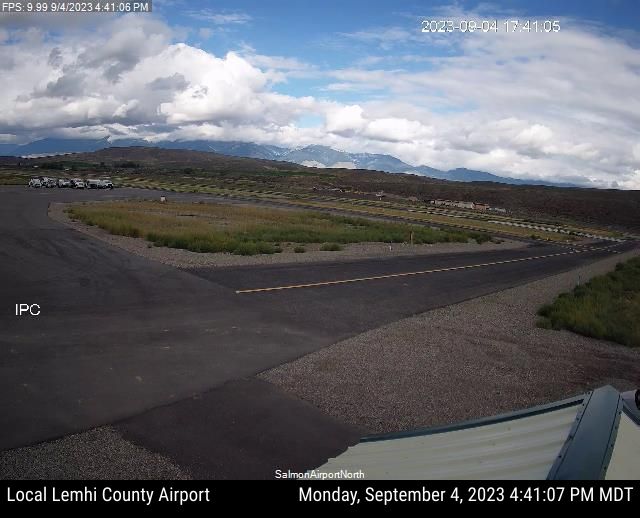 FPS: 9.99 9/4/2023 4:41:06 PM
2023-09-04 17:41:05
IPC
SalmonAirportNorth
Local Lemhi County Airport
Monday, September 4, 2023 4:41:07 PM MDT